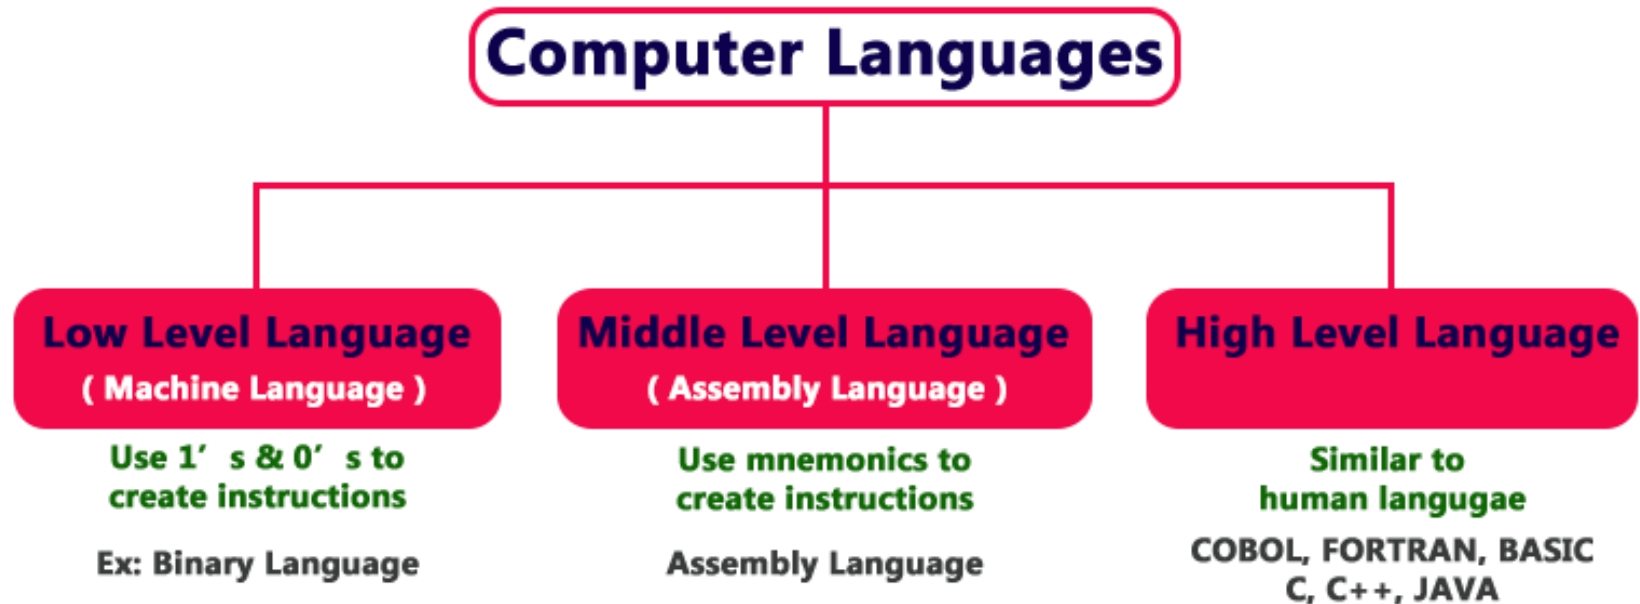 Computer Languages
Low Level Language
( Machine Language )
Use 1′ s & 0′ s to
create instructions
Ex: Binary Language
Middle Level Language
( Assembly Language )
Use mnemonics to
create instructions
Assembly Language
High Level Language
Similar to
human langugae
COBOL, FORTRAN, BASIC
C, C++, JAVA